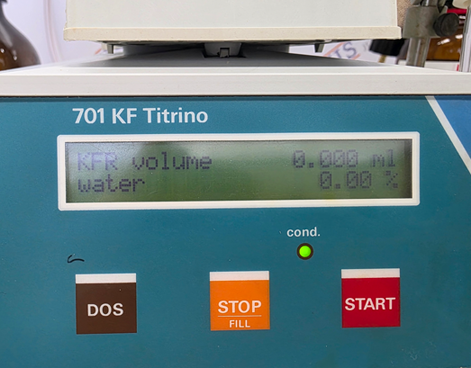 701 KF Titrino
KFR volume 0.000 ml
water 0.00 %
cond.
DOS
STOP
FILL
START